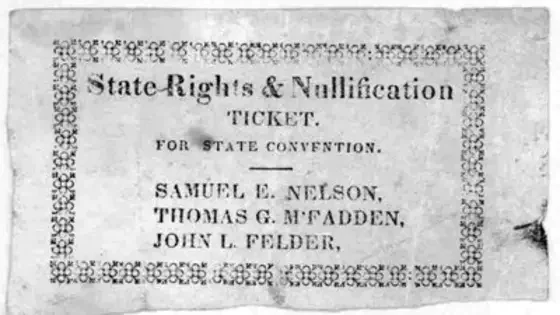 State Rights & Nullification
TICKET.
FOR STATE CONVENTION.
SAMUEL E. NELSON,
THOMAS G. M'FADDEN,
JOHN L. FELDER,